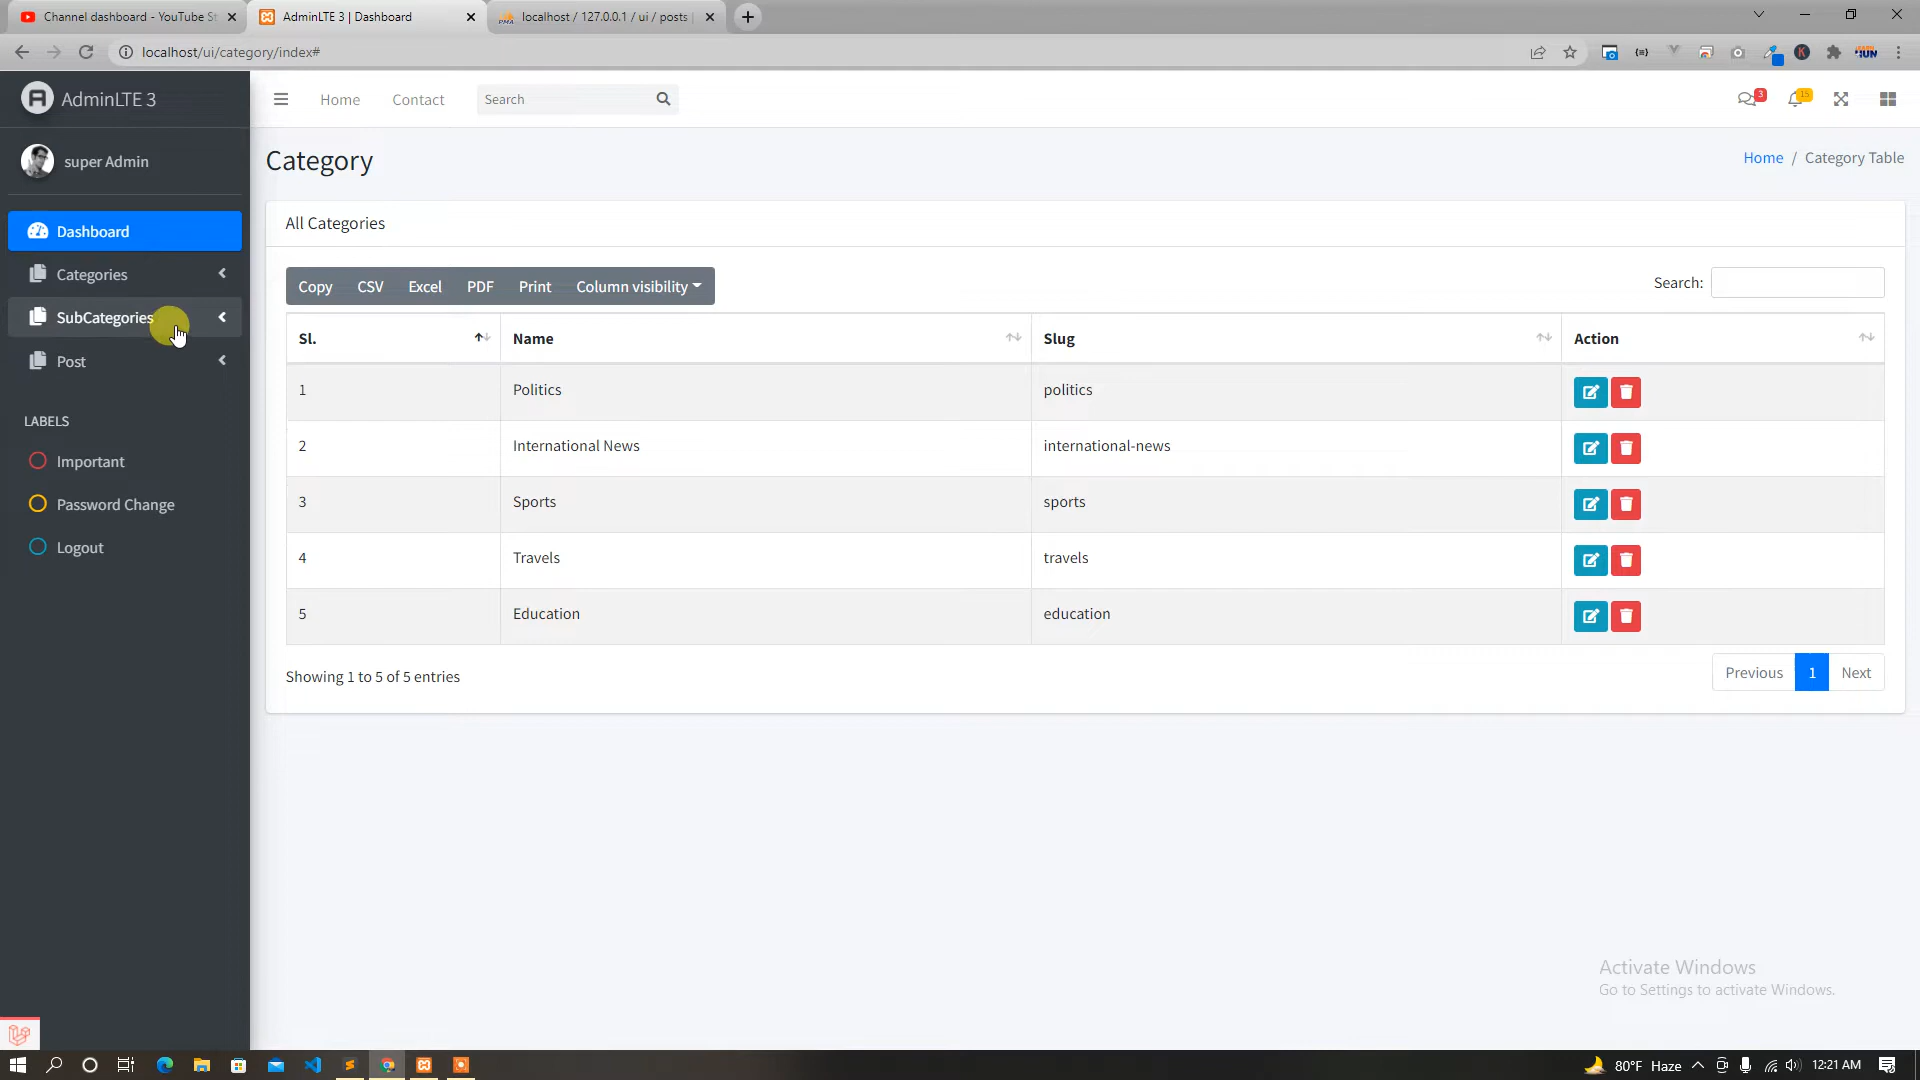 Channel dashboard - YouTube St
AdminLTE 3 | Dashboard
localhost / 127.0.0.1 / ui / posts
localhost/ui/category/index#
AdminLTE 3
Home
Contact
Search
3
15
super Admin
Category
Home / Category Table
Dashboard
Categories
SubCategories
Post
LABELS
Important
Password Change
Logout
All Categories
Copy CSV Excel PDF Print Column visibility
Search:
Sl. Name Slug Action
1 Politics politics
2 International News international-news
3 Sports sports
4 Travels travels
5 Education education
Showing 1 to 5 of 5 entries
Previous 1 Next
Activate Windows
Go to Settings to activate Windows.
80°F Haze
12:21 AM